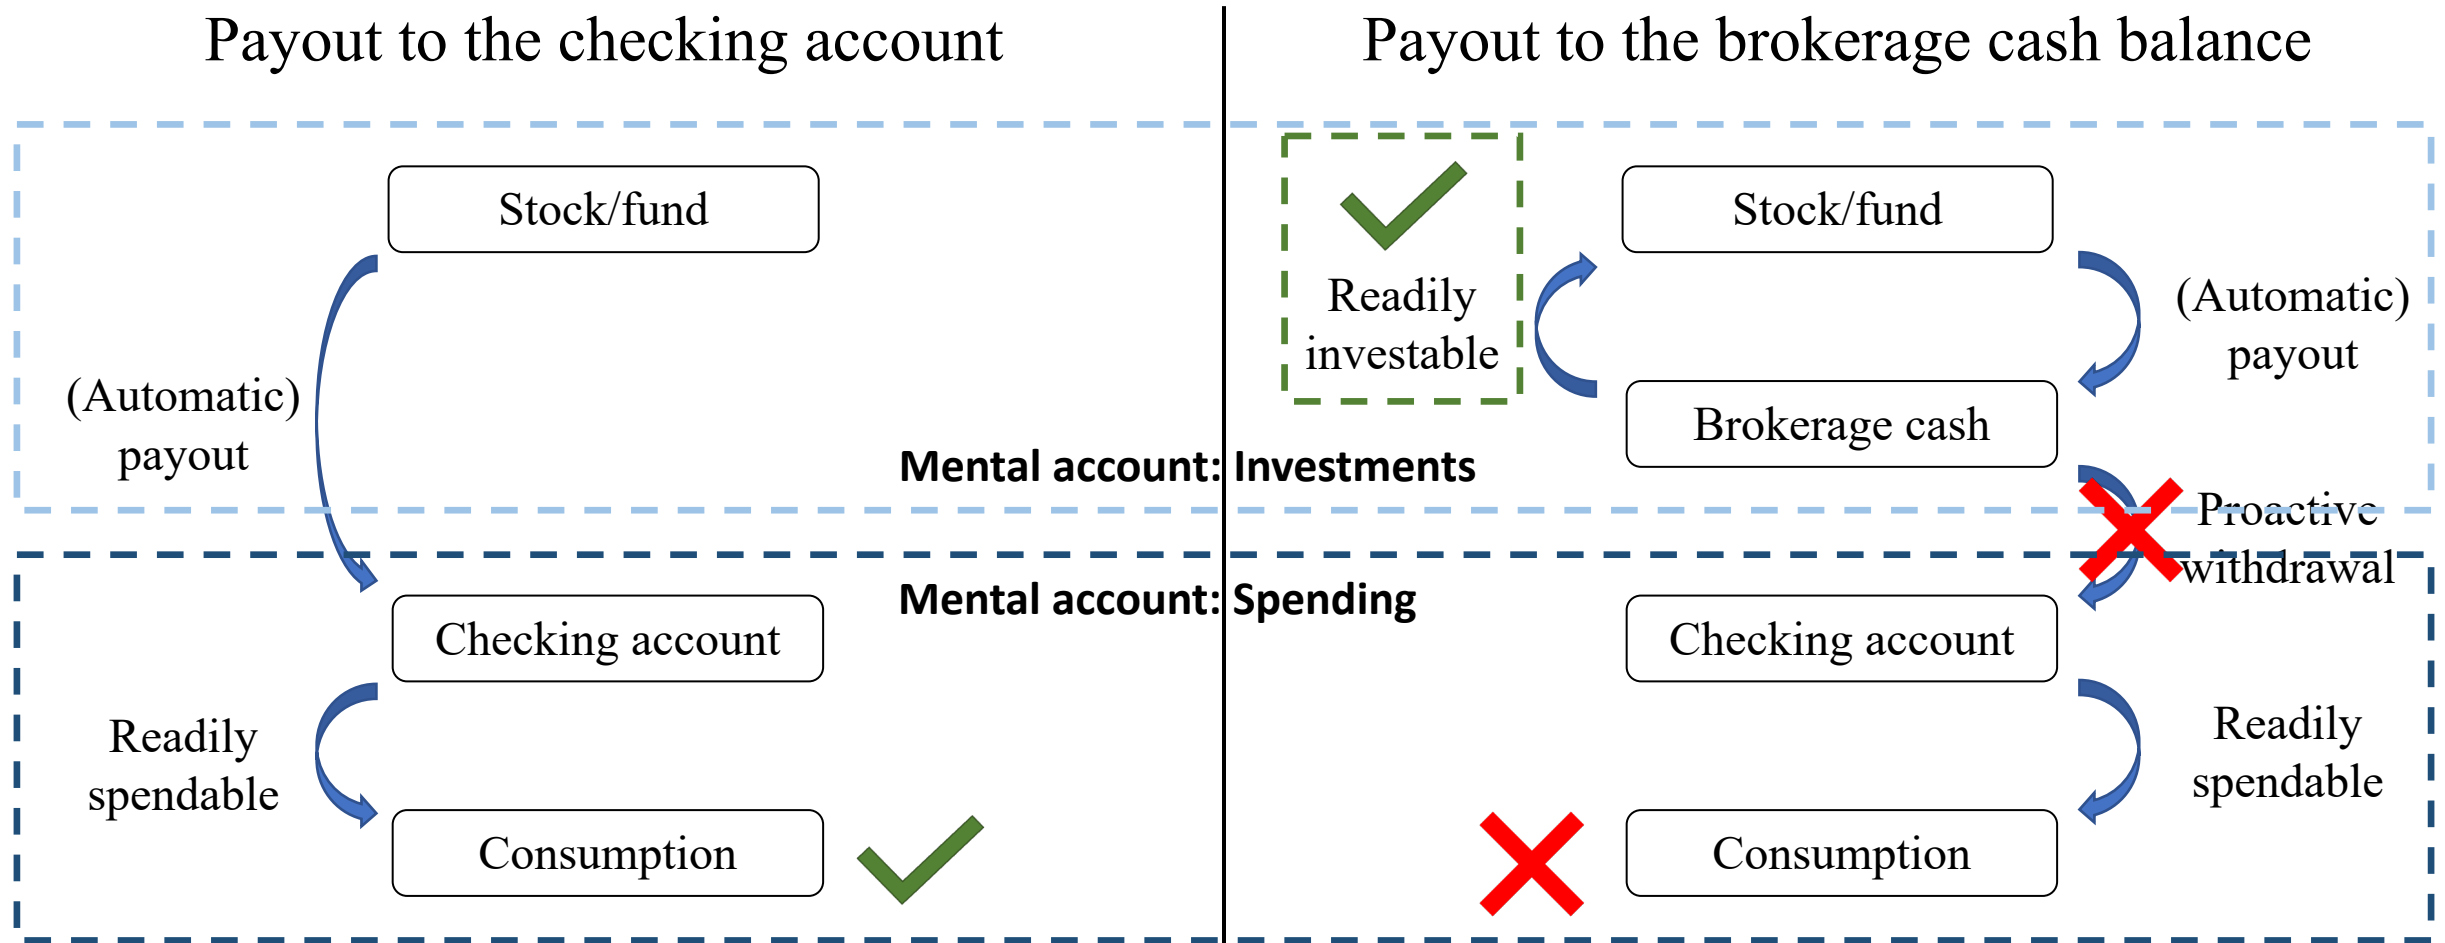 Payout to the checking account
Stock/fund
(Automatic)
payout
Checking account
Readily
spendable
Consumption
Payout to the brokerage cash balance
Readily
investable
Stock/fund
(Automatic)
payout
Brokerage cash
Mental account: Investments
Proactive
withdrawal
Mental account: Spending
Checking account
Readily
spendable
Consumption